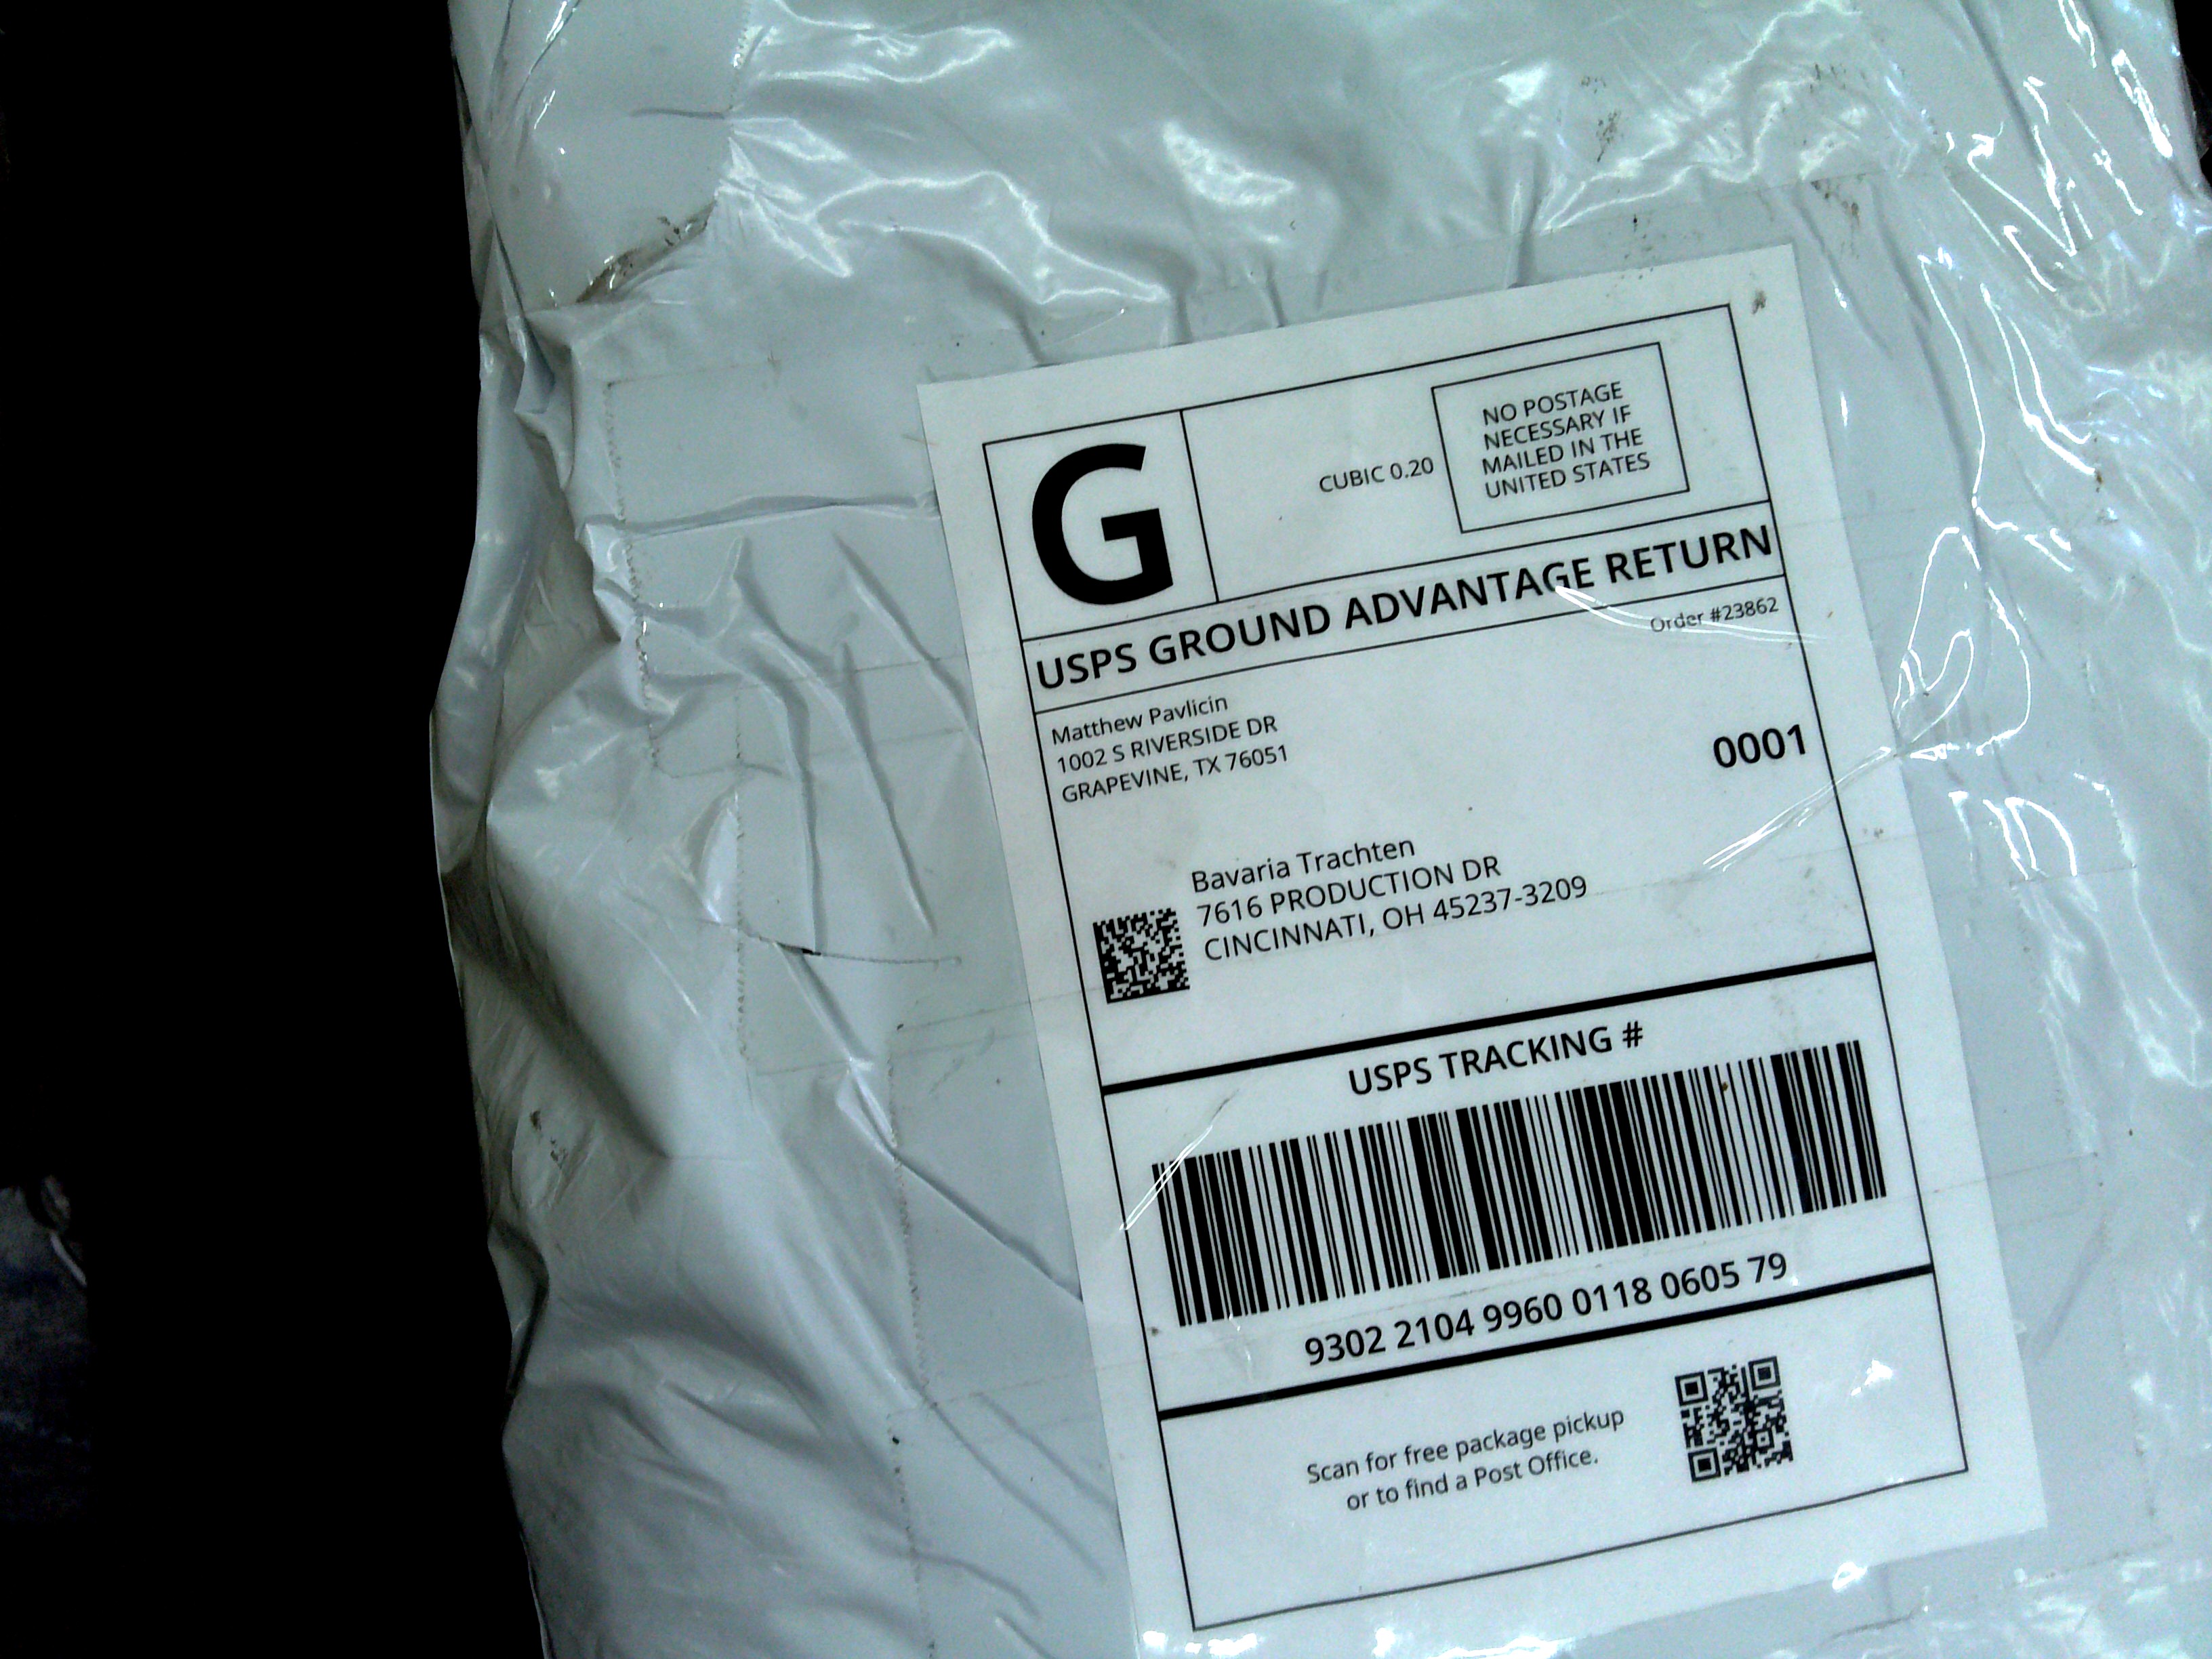 G
CUBIC 0.20
NO POSTAGE
NECESSARY IF
MAILED IN THE
UNITED STATES
USPS GROUND ADVANTAGE RETURN
Order #23862
Matthew Pavlicin
1002 S RIVERSIDE DR
GRAPEVINE, TX 76051
0001
Bavaria Trachten
7616 PRODUCTION DR
CINCINNATI, OH 45237-3209
USPS TRACKING #
9302 2104 9960 0118 0605 79
Scan for free package pickup
or to find a Post Office.